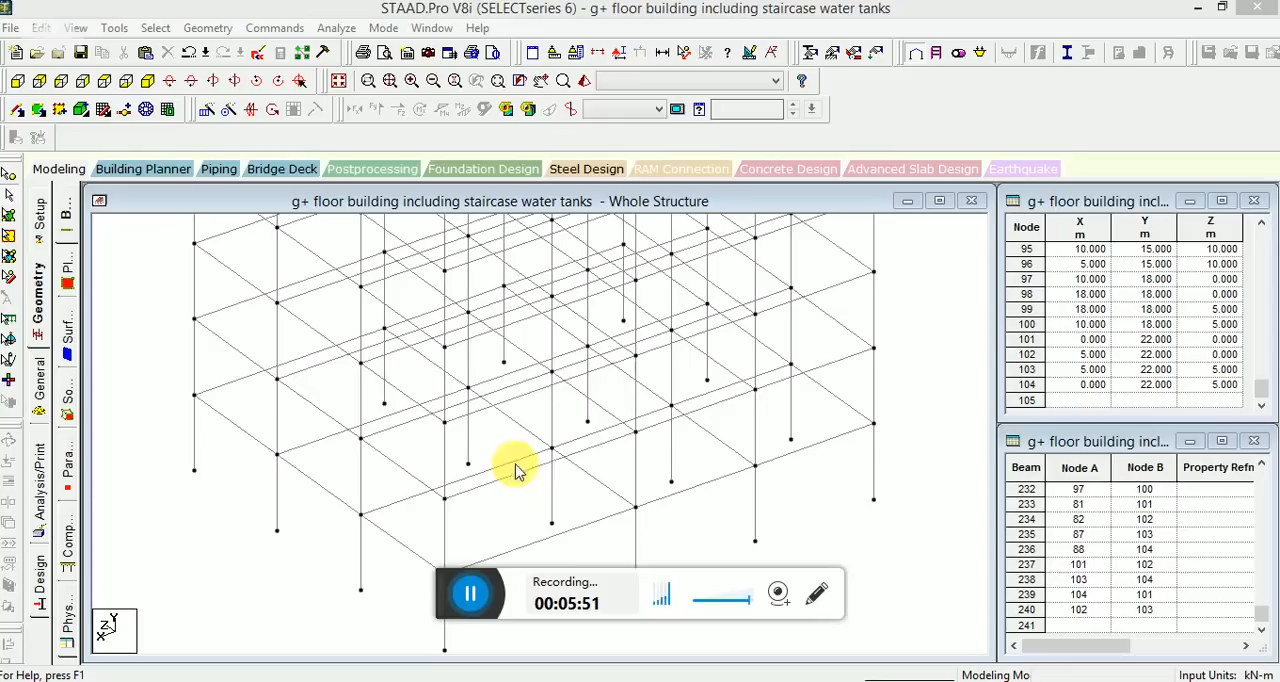 STAAD.Pro V8i (SELECTseries 6) - g+ floor building including staircase water tanks
File Edit View Tools Select Geometry Commands Analyze Mode Window Help
Modeling Building Planner Piping Bridge Deck Postprocessing Foundation Design Steel Design RAM Connection Concrete Design Advanced Slab Design Earthquake
g+ floor building including staircase water tanks - Whole Structure
Setup
Geometry
General
Analysis/Print
Design
B...
Pl...
Surf...
So...
Para...
Comp...
Phys...
Recording...
00:05:51
Y
Z
X
g+ floor building incl...
Node X m Y m Z m
95 10.000 15.000 10.000
96 5.000 15.000 10.000
97 10.000 18.000 0.000
98 18.000 18.000 0.000
99 18.000 18.000 5.000
100 10.000 18.000 5.000
101 0.000 22.000 0.000
102 5.000 22.000 0.000
103 5.000 22.000 5.000
104 0.000 22.000 5.000
105
g+ floor building incl...
Beam Node A Node B Property Refn
232 97 100
233 81 101
234 82 102
235 87 103
236 88 104
237 101 102
238 103 104
239 104 101
240 102 103
241
For Help, press F1
Modeling Mo
Input Units: kN-m